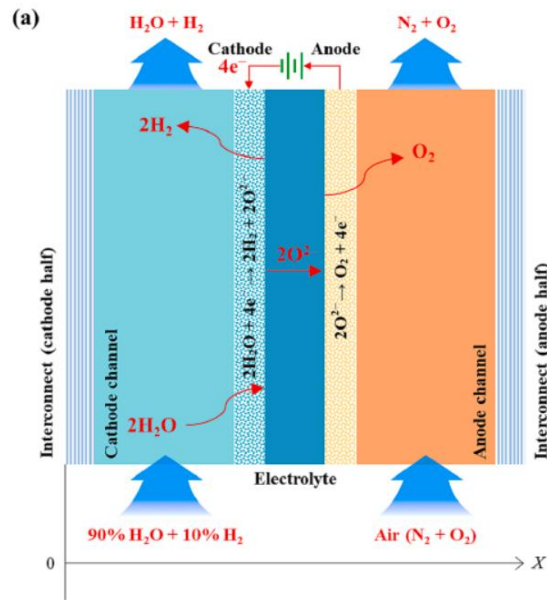 (a)
H₂O + H₂
N₂ + O₂
Cathode
Anode
4e⁻
2H₂
O₂
2H₂O + 4e⁻ → 2H₂ + 2O²⁻
2O²⁻
2O²⁻ → O₂ + 4e⁻
2H₂O
Interconnect (cathode half)
Cathode channel
Anode channel
Interconnect (anode half)
Electrolyte
90% H₂O + 10% H₂
Air (N₂ + O₂)
0
X